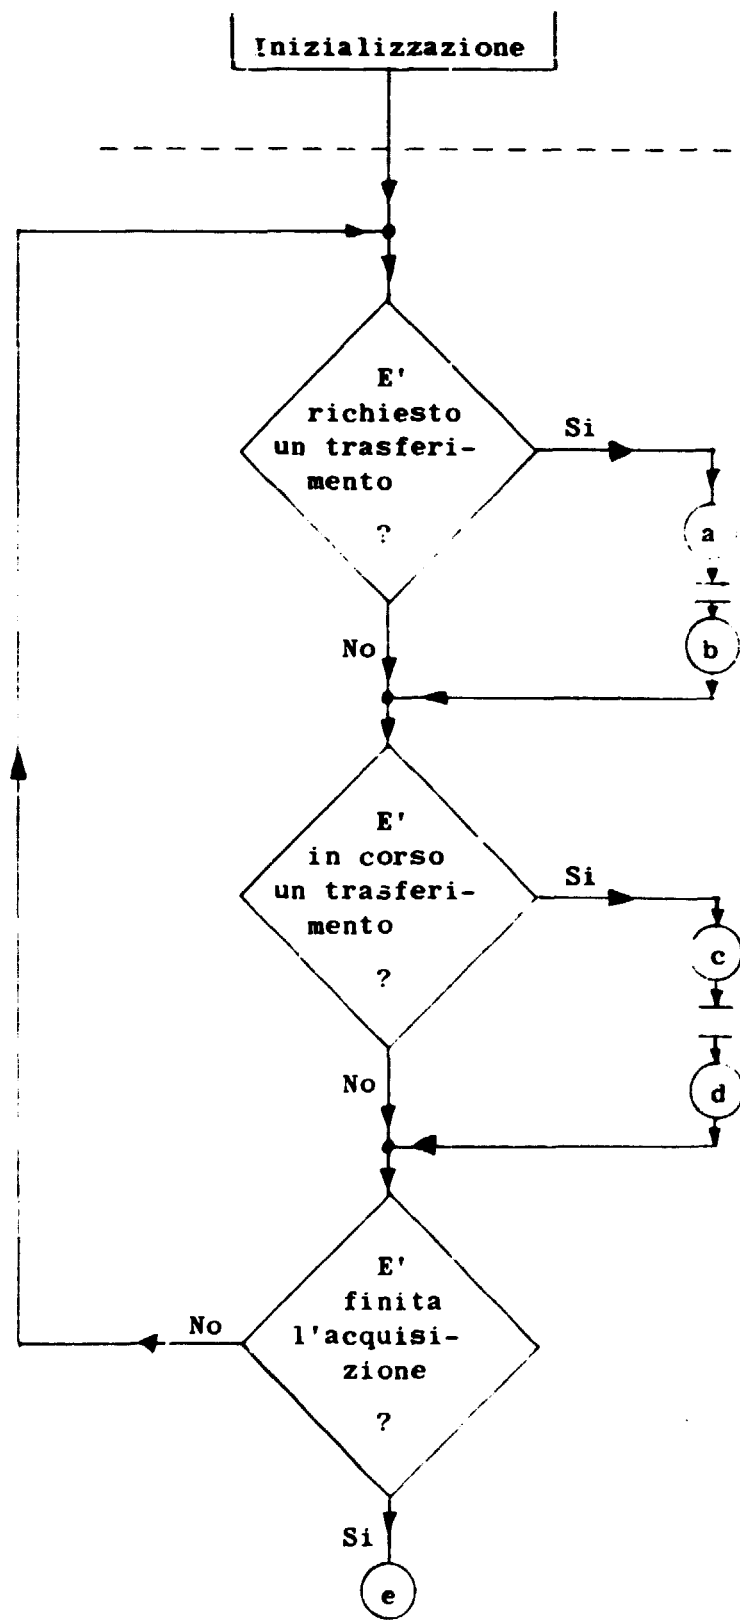 Inizializzazione
E'
richiesto
un trasferi-
mento
?
Si
a
b
No
E'
in corso
un trasferi-
mento
?
Si
c
d
No
E'
finita
l'acquisi-
zione
?
No
Si
e